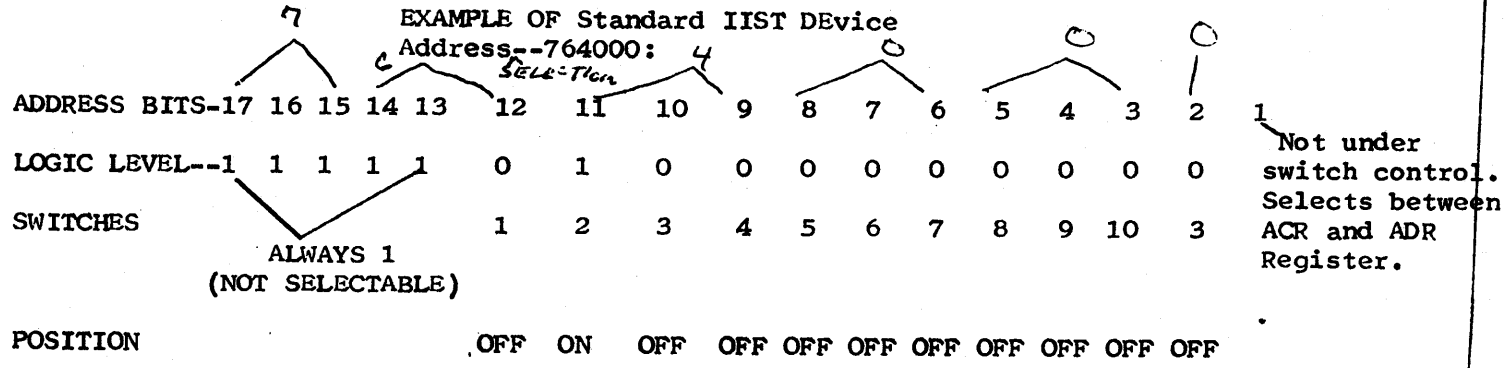 7 EXAMPLE OF Standard IIST DEvice 0 0
6 Address--764000: 4 0
SELECTION
ADDRESS BITS-17 16 15 14 13 12 11 10 9 8 7 6 5 4 3 2 1
Not under
LOGIC LEVEL--1 1 1 1 1 0 1 0 0 0 0 0 0 0 0 0 switch control.
Selects between
SWITCHES 1 2 3 4 5 6 7 8 9 10 3 ACR and ADR
ALWAYS 1 Register.
(NOT SELECTABLE)
POSITION OFF ON OFF OFF OFF OFF OFF OFF OFF OFF OFF